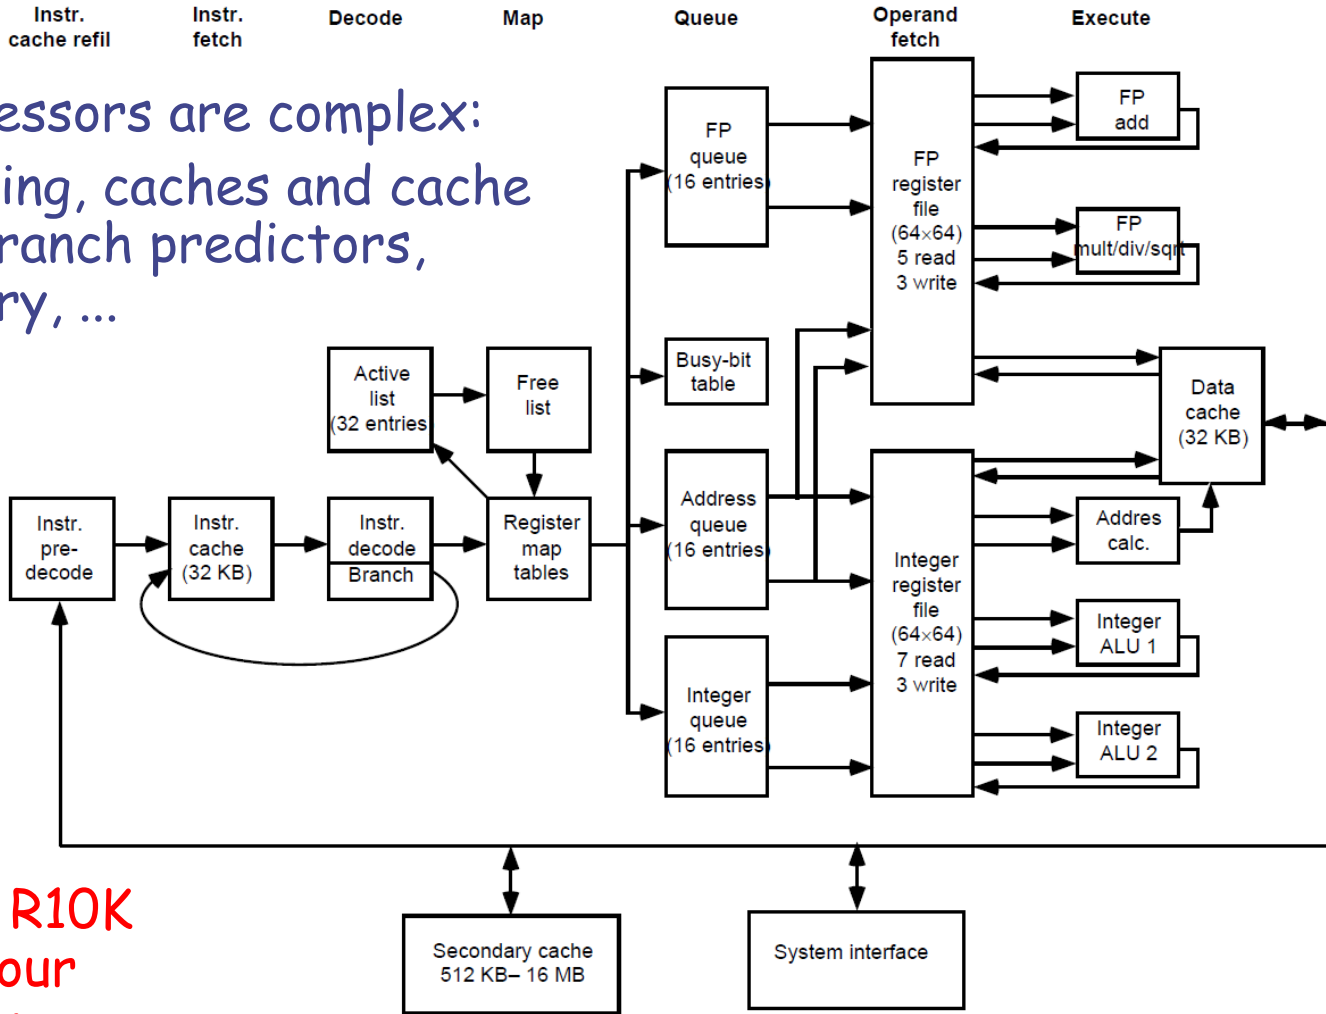 Instr.
cache refil
Instr.
fetch
Decode
Map
Queue
Operand
fetch
Execute
essors are complex:
ing, caches and cache
ranch predictors,
ry, ...
FP
queue
(16 entries)
FP
register
file
(64×64)
5 read
3 write
FP
add
FP
mult/div/sqrt
Active
list
(32 entries)
Free
list
Busy-bit
table
Data
cache
(32 KB)
Instr.
pre-
decode
Instr.
cache
(32 KB)
Instr.
decode
Branch
Register
map
tables
Address
queue
(16 entries)
Integer
register
file
(64×64)
7 read
3 write
Addres
calc.
Integer
ALU 1
Integer
queue
(16 entries)
Integer
ALU 2
R10K
our
Secondary cache
512 KB– 16 MB
System interface